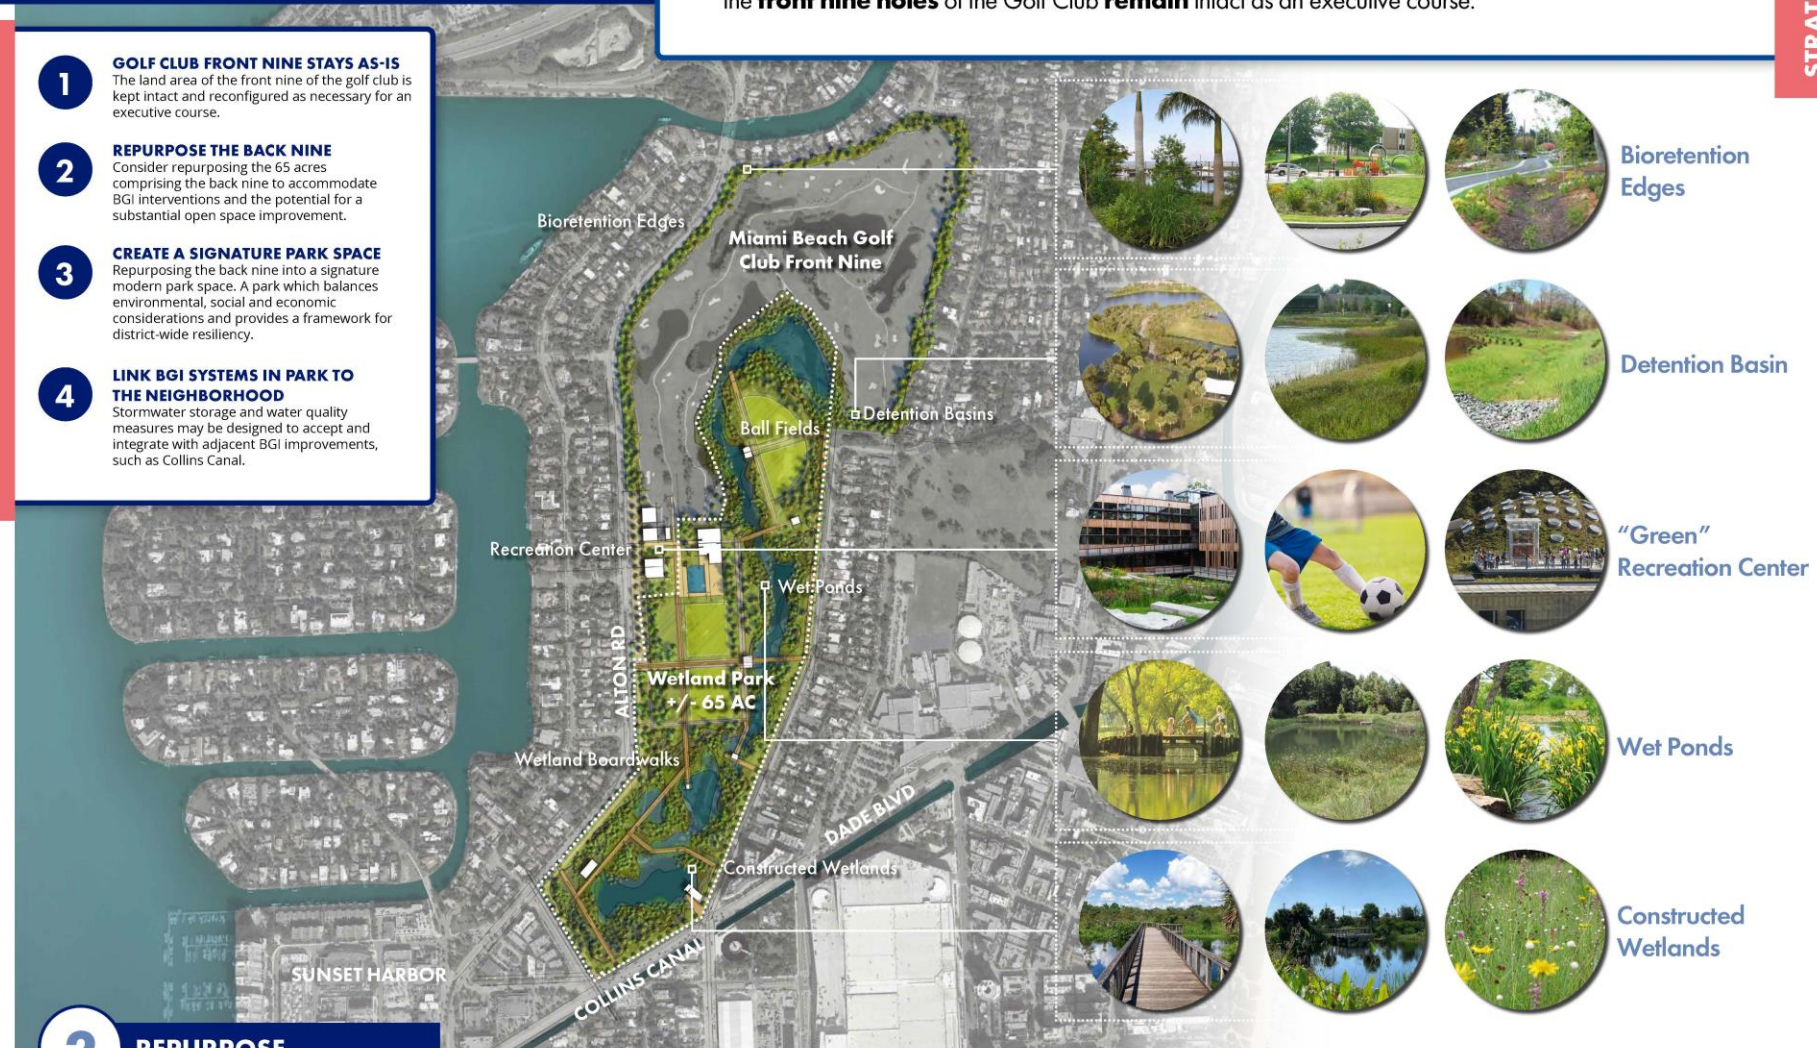 the front nine holes of the Golf Club remain intact as an executive course.
1
GOLF CLUB FRONT NINE STAYS AS-IS
The land area of the front nine of the golf club is
kept intact and reconfigured as necessary for an
executive course.
2
REPURPOSE THE BACK NINE
Consider repurposing the 65 acres
comprising the back nine to accommodate
BGI interventions and the potential for a
substantial open space improvement.
3
CREATE A SIGNATURE PARK SPACE
Repurposing the back nine into a signature
modern park space. A park which balances
environmental, social and economic
considerations and provides a framework for
district-wide resiliency.
4
LINK BGI SYSTEMS IN PARK TO
THE NEIGHBORHOOD
Stormwater storage and water quality
measures may be designed to accept and
integrate with adjacent BGI improvements,
such as Collins Canal.
Bioretention Edges
Miami Beach Golf
Club Front Nine
Detention Basins
Ball Fields
Recreation Center
Wet Ponds
ALTON RD
Wetland Park
+/- 65 AC
Wetland Boardwalks
DADE BLVD
Constructed Wetlands
COLLINS CANAL
SUNSET HARBOR
Bioretention
Edges
Detention Basin
"Green"
Recreation Center
Wet Ponds
Constructed
Wetlands
STRAT
2
REPURPOSE